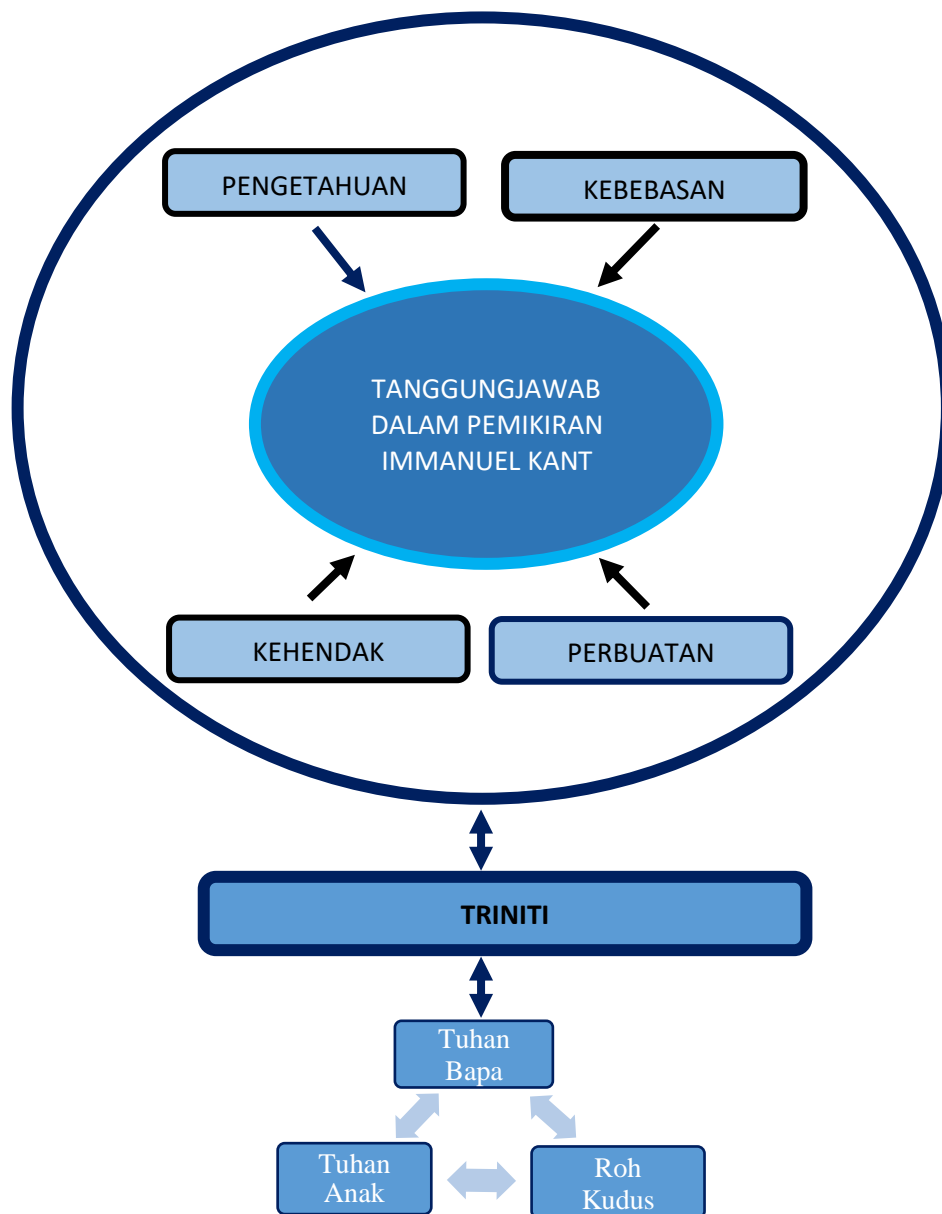 PENGETAHUAN
KEBEBASAN
TANGGUNGJAWAB
DALAM PEMIKIRAN
IMMANUEL KANT
KEHENDAK
PERBUATAN
TRINITI
Tuhan
Bapa
Tuhan
Anak
Roh
Kudus